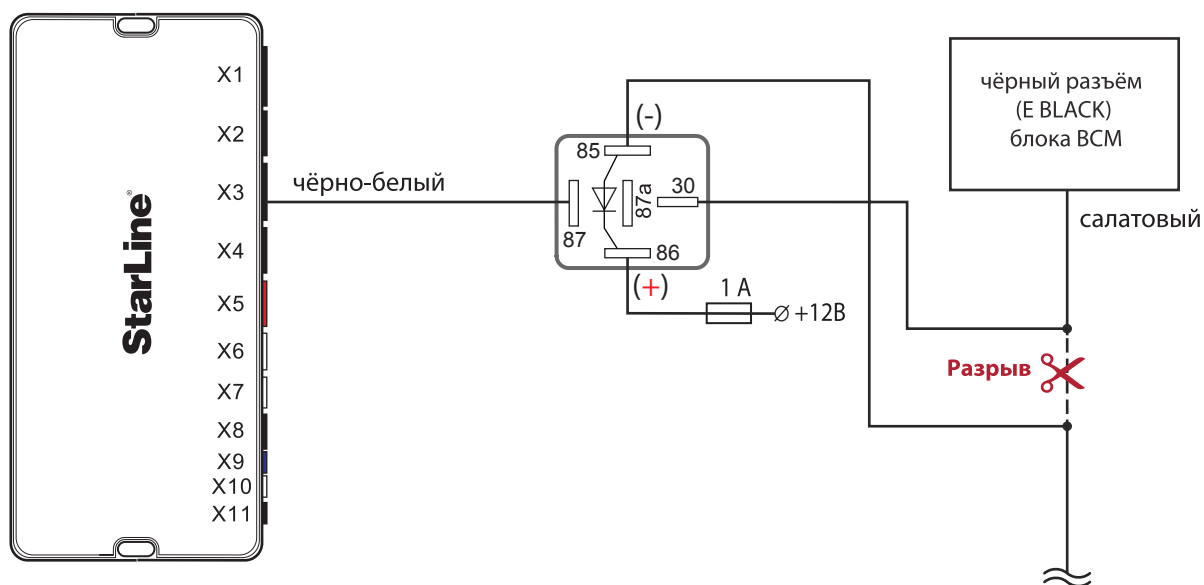 X1
X2
X3
X4
X5
X6
X7
X8
X9
X10
X11
StarLine®
чёрно-белый
(-)
85
87
87a
30
86
(+)
1 А
+12В
чёрный разъём
(E BLACK)
блока BCM
салатовый
Разрыв